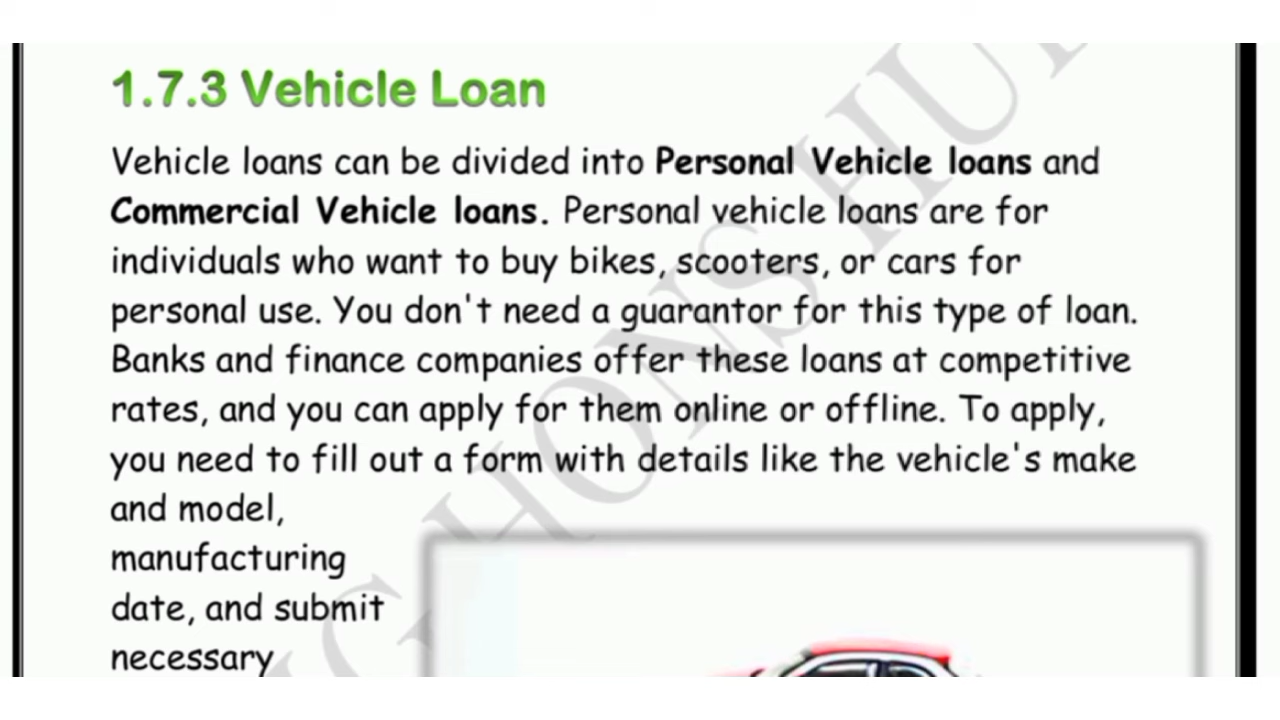 1.7.3 Vehicle Loan
Vehicle loans can be divided into Personal Vehicle loans and
Commercial Vehicle loans. Personal vehicle loans are for
individuals who want to buy bikes, scooters, or cars for
personal use. You don't need a guarantor for this type of loan.
Banks and finance companies offer these loans at competitive
rates, and you can apply for them online or offline. To apply,
you need to fill out a form with details like the vehicle's make
and model,
manufacturing
date, and submit
necessary